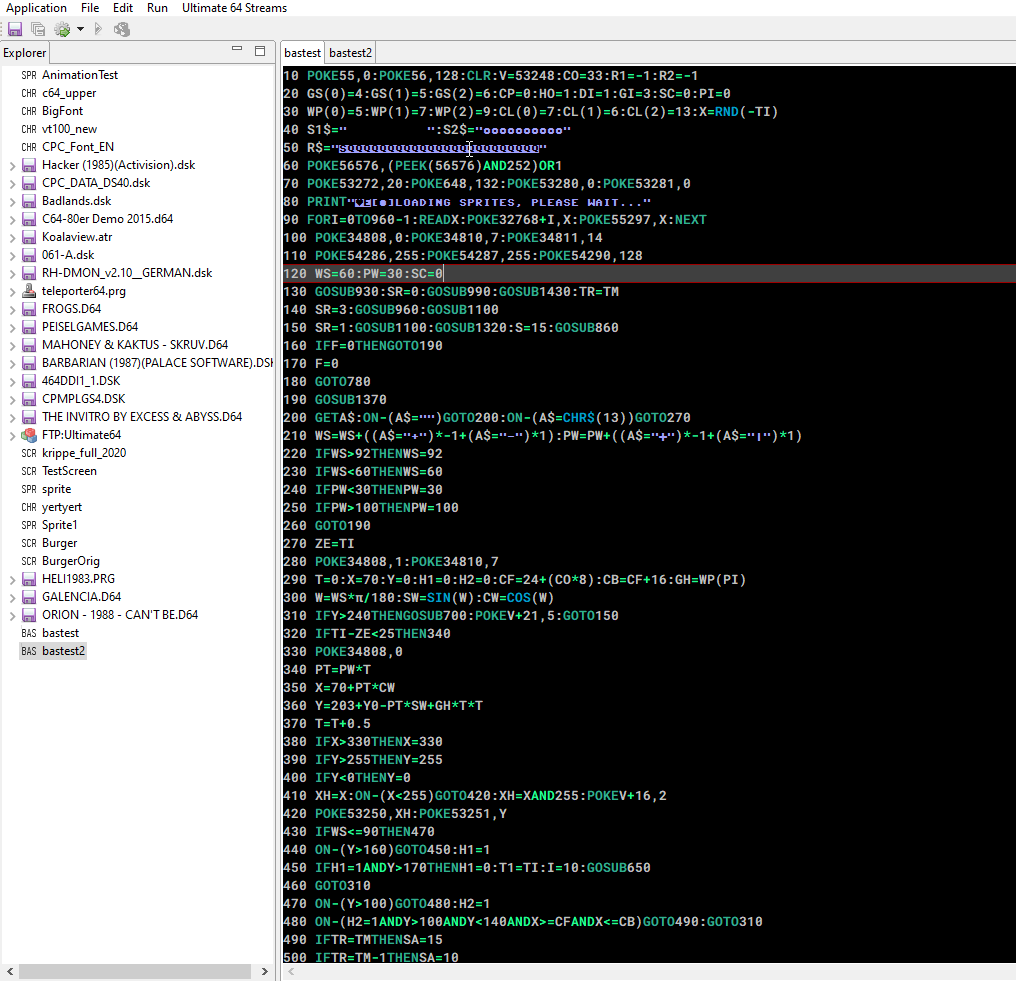 Application File Edit Run Ultimate 64 Streams
Explorer
SPR AnimationTest
CHR c64_upper
CHR BigFont
CHR vt100_new
CHR CPC_Font_EN
Hacker (1985)(Activision).dsk
CPC_DATA_DS40.dsk
Badlands.dsk
C64-80er Demo 2015.d64
Koalaview.atr
061-A.dsk
RH-DMON_v2.10__GERMAN.dsk
teleporter64.prg
FROGS.D64
PEISELGAMES.D64
MAHONEY & KAKTUS - SKRUV.D64
BARBARIAN (1987)(PALACE SOFTWARE).DSK
464DDI1_1.DSK
CPMPLGS4.DSK
THE INVITRO BY EXCESS & ABYSS.D64
FTP:Ultimate64
SCR krippe_full_2020
SCR TestScreen
SPR sprite
CHR yertyert
SPR Sprite1
SCR Burger
SCR BurgerOrig
HELI1983.PRG
GALENCIA.D64
ORION - 1988 - CAN'T BE.D64
BAS bastest
BAS bastest2
bastest bastest2
10 POKE55,0:POKE56,128:CLR:V=53248:CO=33:R1=-1:R2=-1
20 GS(0)=4:GS(1)=5:GS(2)=6:CP=0:HO=1:DI=1:GI=3:SC=0:PI=0
30 WP(0)=5:WP(1)=7:WP(2)=9:CL(0)=7:CL(1)=6:CL(2)=13:X=RND(-TI)
40 S1$="          ":S2$="oooooooooo"
50 R$="
60 POKE56576,(PEEK(56576)AND252)OR1
70 POKE53272,20:POKE648,132:POKE53280,0:POKE53281,0
80 PRINT"LOADING SPRITES, PLEASE WAIT..."
90 FORI=0TO960-1:READX:POKE32768+I,X:POKE55297,X:NEXT
100 POKE34808,0:POKE34810,7:POKE34811,14
110 POKE54286,255:POKE54287,255:POKE54290,128
120 WS=60:PW=30:SC=0
130 GOSUB930:SR=0:GOSUB990:GOSUB1430:TR=TM
140 SR=3:GOSUB960:GOSUB1100
150 SR=1:GOSUB1100:GOSUB1320:S=15:GOSUB860
160 IFF=0THENGOTO190
170 F=0
180 GOTO780
190 GOSUB1370
200 GETA$:ON-(A$="")GOTO200:ON-(A$=CHR$(13))GOTO270
210 WS=WS+((A$="+")*-1+(A$="-")*1):PW=PW+((A$="+")*-1+(A$="|")*1)
220 IFWS>92THENWS=92
230 IFWS<60THENWS=60
240 IFPW<30THENPW=30
250 IFPW>100THENPW=100
260 GOTO190
270 ZE=TI
280 POKE34808,1:POKE34810,7
290 T=0:X=70:Y=0:H1=0:H2=0:CF=24+(CO*8):CB=CF+16:GH=WP(PI)
300 W=WS*π/180:SW=SIN(W):CW=COS(W)
310 IFY>240THENGOSUB700:POKEV+21,5:GOTO150
320 IFTI-ZE<25THEN340
330 POKE34808,0
340 PT=PW*T
350 X=70+PT*CW
360 Y=203+Y0-PT*SW+GH*T*T
370 T=T+0.5
380 IFX>330THENX=330
390 IFY>255THENY=255
400 IFY<0THENY=0
410 XH=X:ON-(X<255)GOTO420:XH=XAND255:POKEV+16,2
420 POKE53250,XH:POKE53251,Y
430 IFWS<=90THEN470
440 ON-(Y>160)GOTO450:H1=1
450 IFH1=1ANDY>170THENH1=0:T1=TI:I=10:GOSUB650
460 GOTO310
470 ON-(Y>100)GOTO480:H2=1
480 ON-(H2=1ANDY>100ANDY<140ANDX>=CFANDX<=CB)GOTO490:GOTO310
490 IFTR=TMTHENSA=15
500 IFTR=TM-1THENSA=10